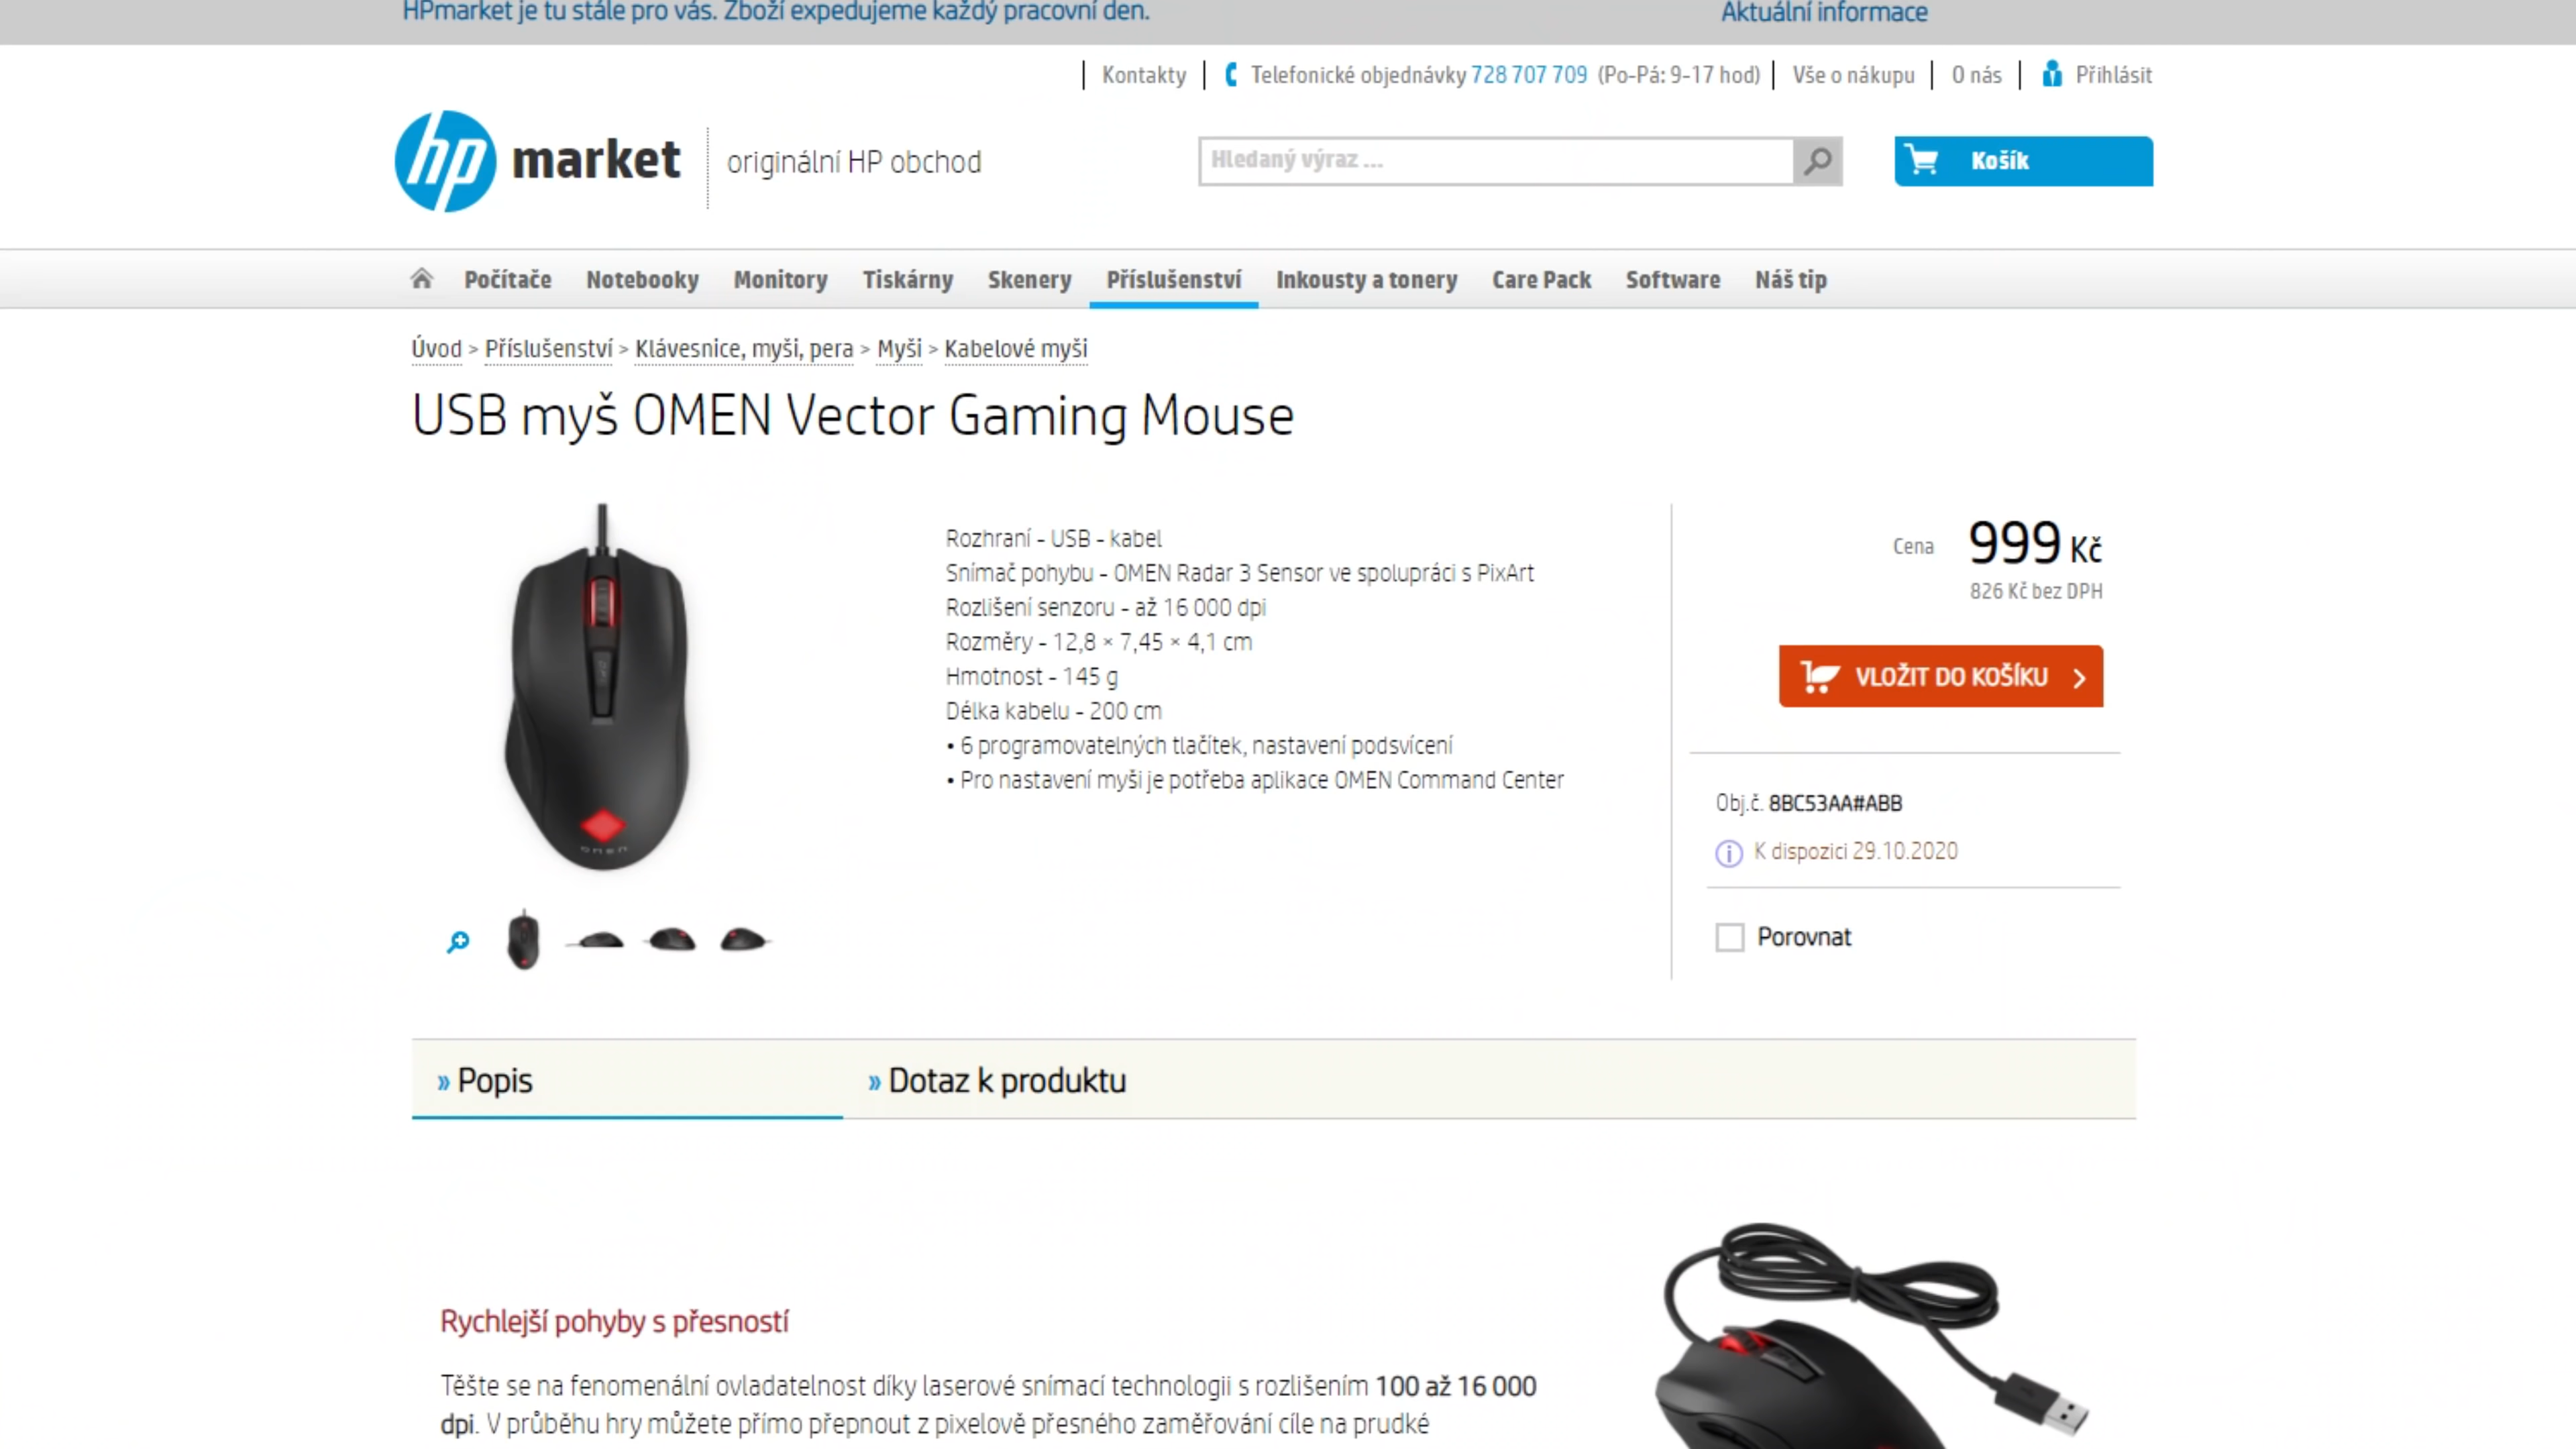 HPmarket je tu stále pro vás. Zboží expedujeme každý pracovní den.
Aktuální informace
Kontakty
Telefonické objednávky 728 707 709 (Po-Pá: 9-17 hod)
Vše o nákupu
O nás
Přihlásit
hp market
originální HP obchod
Hledaný výraz ...
Košík
Počítače Notebooky Monitory Tiskárny Skenery Příslušenství Inkousty a tonery Care Pack Software Náš tip
Úvod > Příslušenství > Klávesnice, myši, pera > Myši > Kabelové myši
USB myš OMEN Vector Gaming Mouse
Rozhraní - USB - kabel
Snímač pohybu - OMEN Radar 3 Sensor ve spolupráci s PixArt
Rozlišení senzoru - až 16 000 dpi
Rozměry - 12,8 × 7,45 × 4,1 cm
Hmotnost - 145 g
Délka kabelu - 200 cm
• 6 programovatelných tlačítek, nastavení podsvícení
• Pro nastavení myši je potřeba aplikace OMEN Command Center
Cena 999 Kč
826 Kč bez DPH
VLOŽIT DO KOŠÍKU
Obj.č. 8BC53AA#ABB
K dispozici 29.10.2020
Porovnat
omen
» Popis
» Dotaz k produktu
Rychlejší pohyby s přesností
Těšte se na fenomenální ovladatelnost díky laserové snímací technologii s rozlišením 100 až 16 000
dpi. V průběhu hry můžete přímo přepnout z pixelově přesného zaměřování cíle na prudké